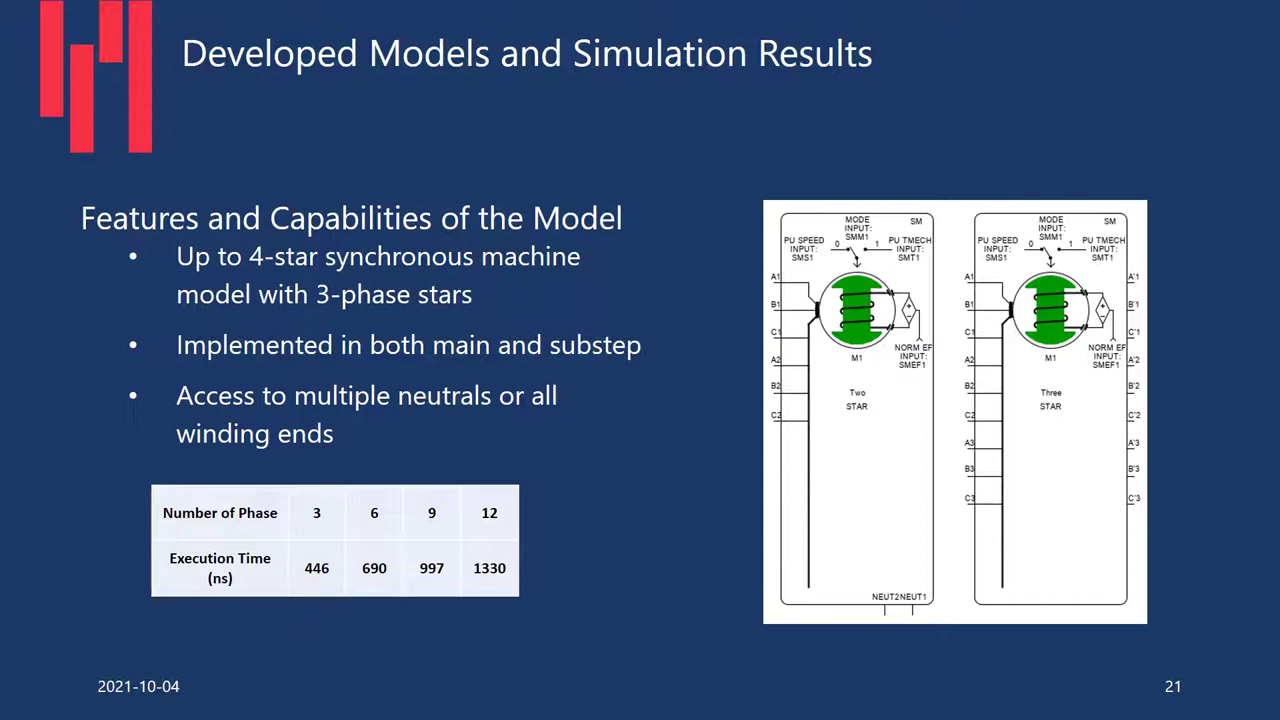 Developed Models and Simulation Results
Features and Capabilities of the Model
• Up to 4-star synchronous machine
model with 3-phase stars
• Implemented in both main and substep
• Access to multiple neutrals or all
winding ends
Number of Phase 3 6 9 12
Execution Time
(ns) 446 690 997 1330
MODE
INPUT:
SMM1
SM
PU SPEED
INPUT:
SMS1
0 1
PU TMECH
INPUT:
SMT1
A1
B1
C1
A2
B2
C2
M1
NORM EF
INPUT:
SMEF1
Two
STAR
NEUT2NEUT1
MODE
INPUT:
SMM1
SM
PU SPEED
INPUT:
SMS1
0 1
PU TMECH
INPUT:
SMT1
A1 A'1
B1 B'1
C1 C'1
M1
NORM EF
INPUT:
SMEF1
A2 A'2
B2 B'2
C2 C'2
Three
STAR
A3 A'3
B3 B'3
C3 C'3
2021-10-04
21